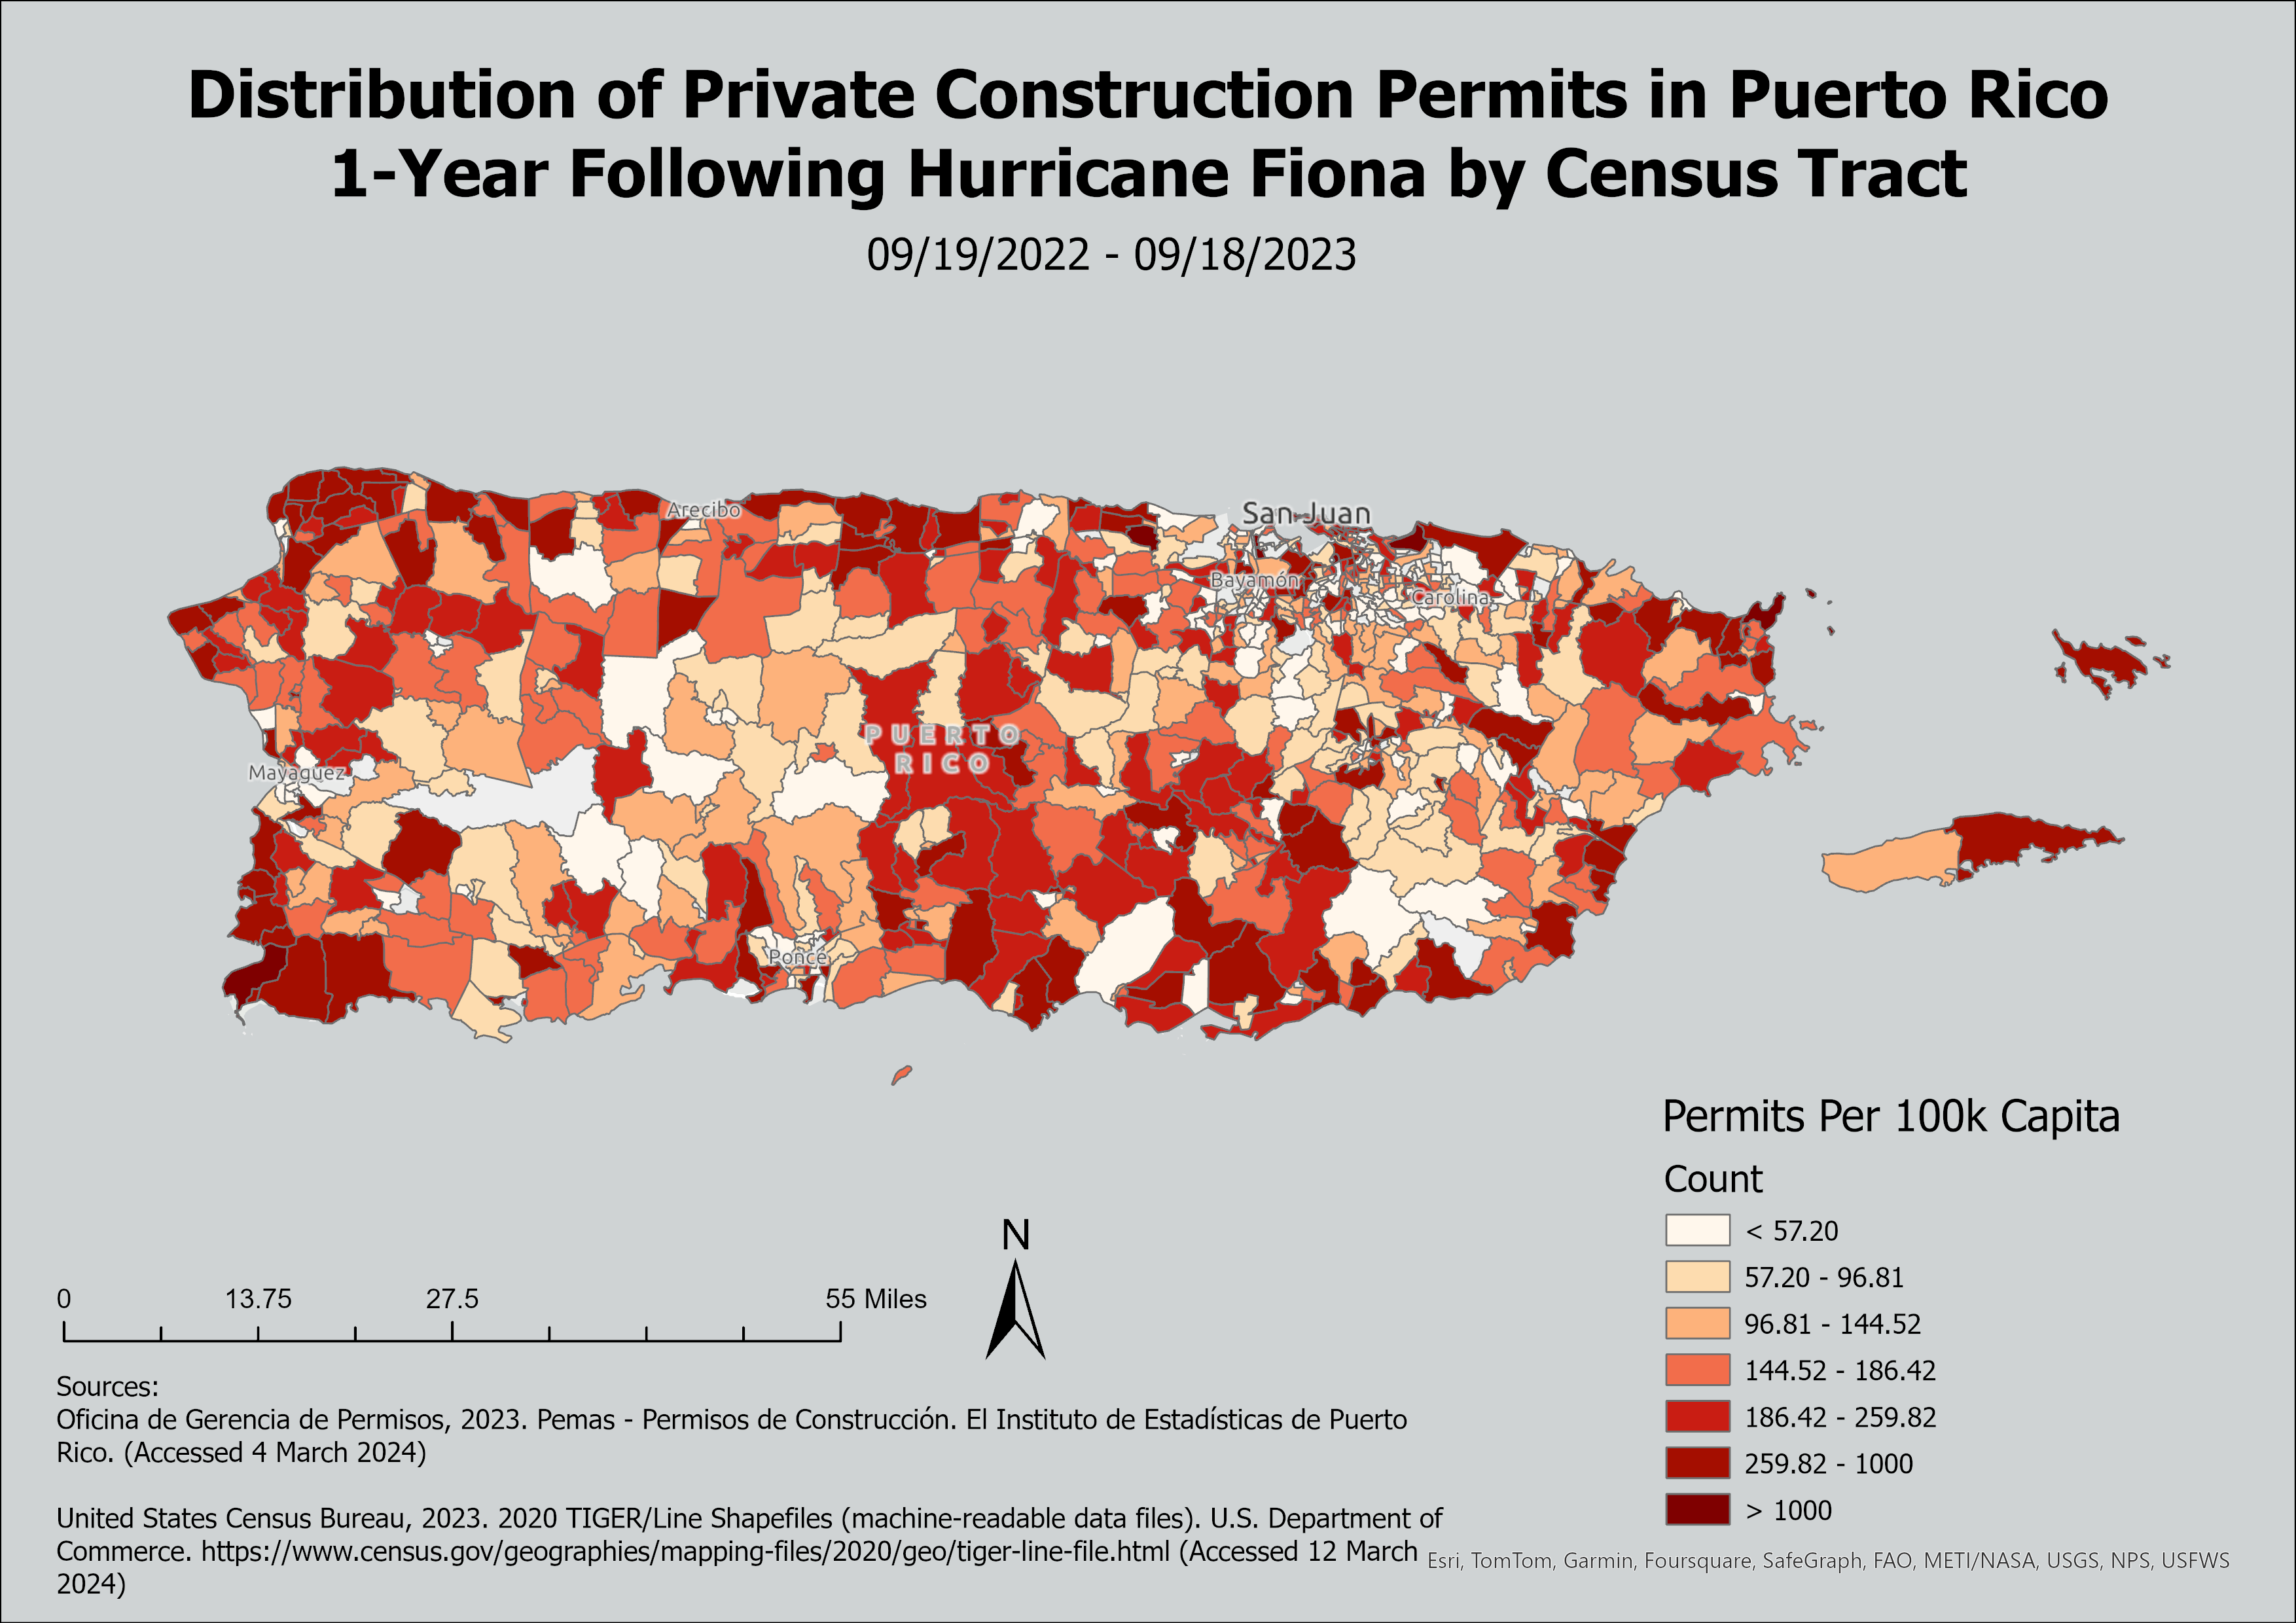 Distribution of Private Construction Permits in Puerto Rico
1-Year Following Hurricane Fiona by Census Tract
09/19/2022 - 09/18/2023
Arecibo
San Juan
Bayamón
Carolina
PUERTO
RICO
Mayagüez
Ponce
Permits Per 100k Capita
Count
< 57.20
57.20 - 96.81
96.81 - 144.52
144.52 - 186.42
186.42 - 259.82
259.82 - 1000
> 1000
N
0 13.75 27.5 55 Miles
Sources:
Oficina de Gerencia de Permisos, 2023. Pemas - Permisos de Construcción. El Instituto de Estadísticas de Puerto
Rico. (Accessed 4 March 2024)
United States Census Bureau, 2023. 2020 TIGER/Line Shapefiles (machine-readable data files). U.S. Department of
Commerce. https://www.census.gov/geographies/mapping-files/2020/geo/tiger-line-file.html (Accessed 12 March
2024)
Esri, TomTom, Garmin, Foursquare, SafeGraph, FAO, METI/NASA, USGS, NPS, USFWS